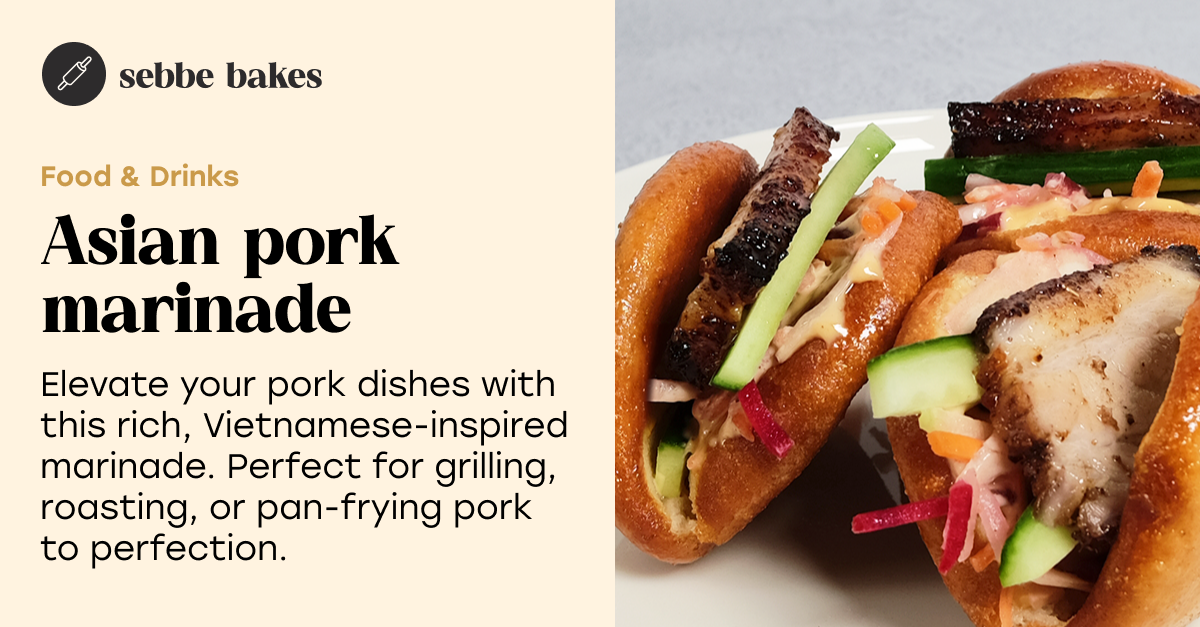 sebbe bakes
Food & Drinks
Asian pork
marinade
Elevate your pork dishes with
this rich, Vietnamese-inspired
marinade. Perfect for grilling,
roasting, or pan-frying pork
to perfection.